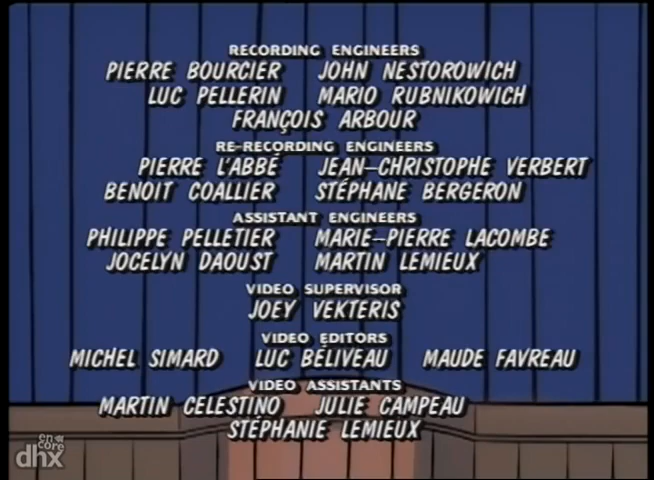 RECORDING ENGINEERS
PIERRE BOURCIER JOHN NESTOROWICH
LUC PELLERIN MARIO RUBNIKOWICH
FRANÇOIS ARBOUR
RE-RECORDING ENGINEERS
PIERRE L'ABBÉ JEAN-CHRISTOPHE VERBERT
BENOIT COALLIER STÉPHANE BERGERON
ASSISTANT ENGINEERS
PHILIPPE PELLETIER MARIE-PIERRE LACOMBE
JOCELYN DAOUST MARTIN LEMIEUX
VIDEO SUPERVISOR
JOEY VEKTERIS
VIDEO EDITORS
MICHEL SIMARD LUC BÉLIVEAU MAUDE FAVREAU
VIDEO ASSISTANTS
MARTIN CELESTINO JULIE CAMPEAU
STÉPHANIE LEMIEUX
en
core
dhx